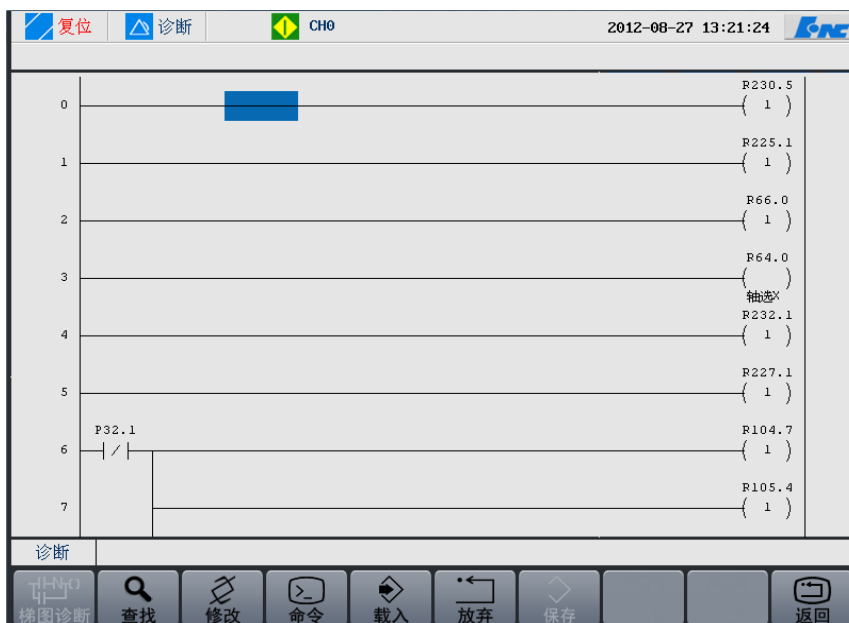 复位 诊断 CH0 2012-08-27 13:21:24
R230.5
0 ( 1 )
R225.1
1 ( 1 )
R66.0
2 ( 1 )
R64.0
3 ( )
轴选X
R232.1
4 ( 1 )
R227.1
5 ( 1 )
P32.1 R104.7
6 ( 1 )
R105.4
7 ( 1 )
诊断
梯图诊断 查找 修改 命令 载入 放弃 保存 返回